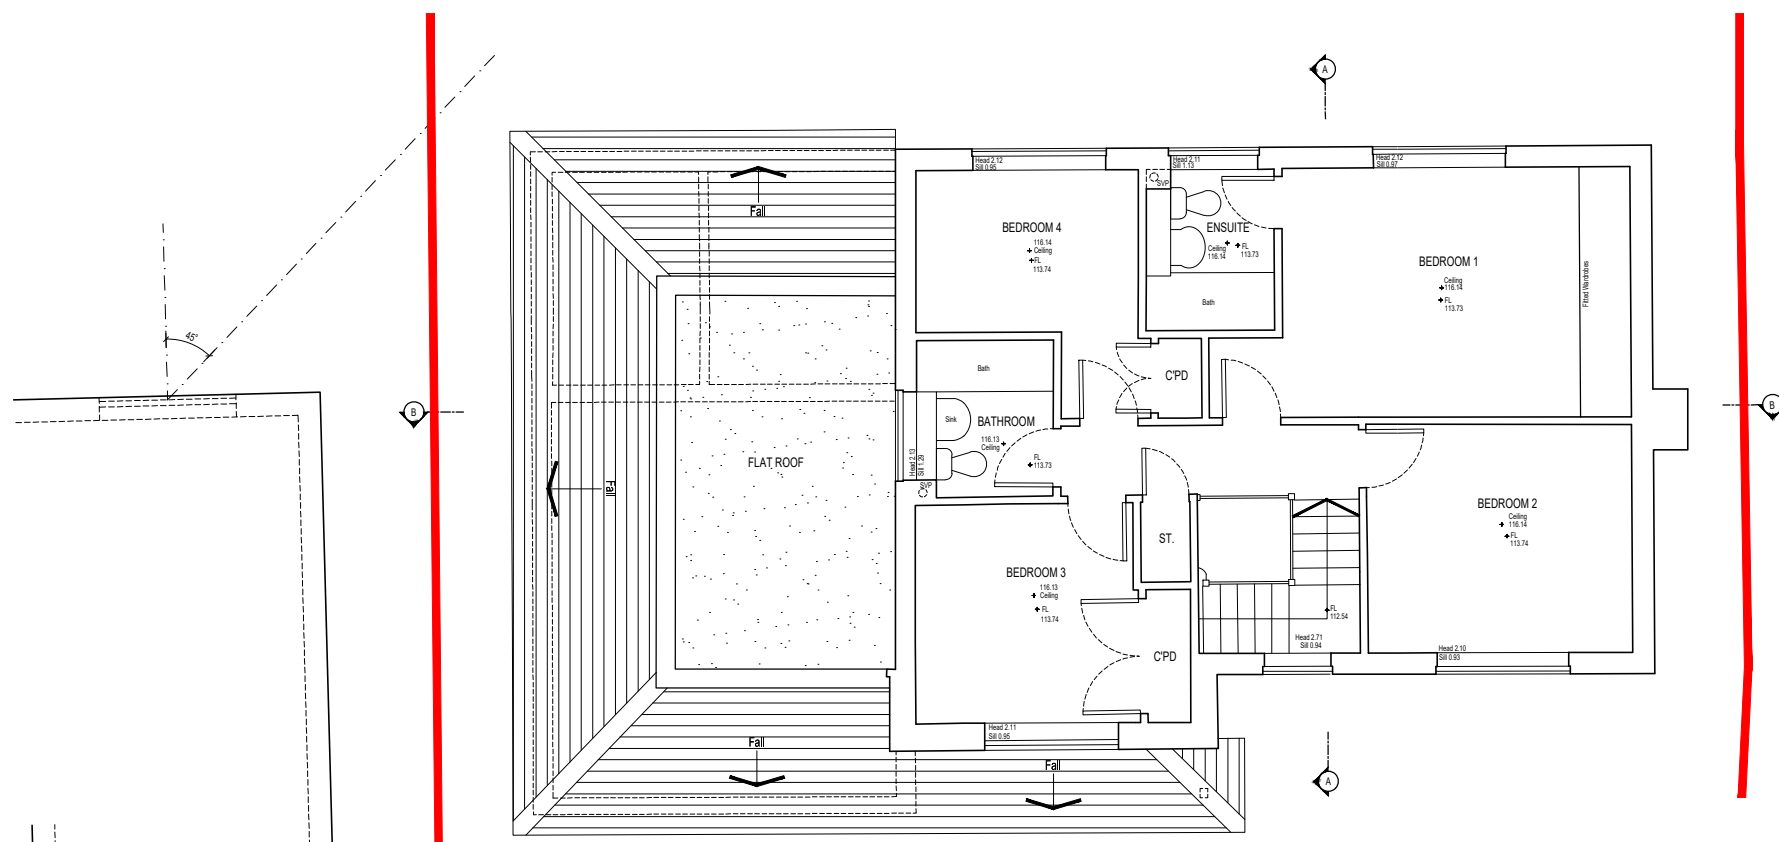 A
Head 2.12
Sill 0.95
Head 2.11
Sill 1.13
Head 2.12
Sill 0.97
SVP
Fall
BEDROOM 4
116.14
Ceiling
FL
113.74
ENSUITE
Ceiling
116.14
FL
113.73
BEDROOM 1
Ceiling
116.14
FL
113.73
Fitted Wardrobes
Bath
45°
Bath
C'PD
B
B
Sink
BATHROOM
116.13
Ceiling
FL
113.73
Head 2.13
Sill 1.29
SVP
FLAT ROOF
Fall
BEDROOM 2
Ceiling
116.14
FL
113.74
ST.
BEDROOM 3
116.13
Ceiling
FL
113.74
FL
112.54
Head 2.71
Sill 0.94
Head 2.10
Sill 0.93
C'PD
Head 2.11
Sill 0.95
Fall
Fall
A